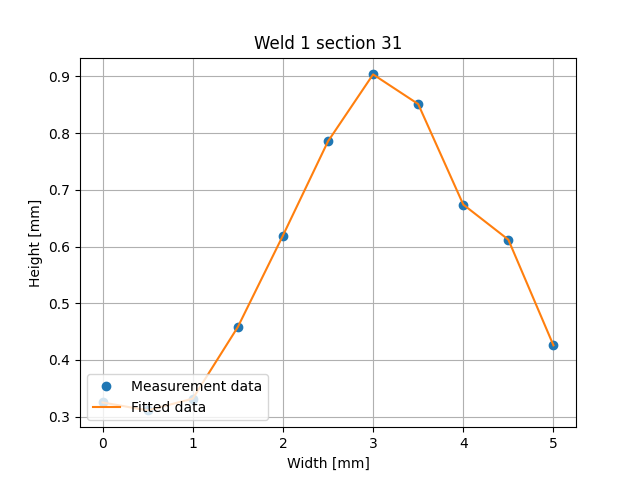 Weld 1 section 31
0.9
0.8
0.7
0.6
0.5
0.4
0.3
Height [mm]
Measurement data
Fitted data
0 1 2 3 4 5
Width [mm]